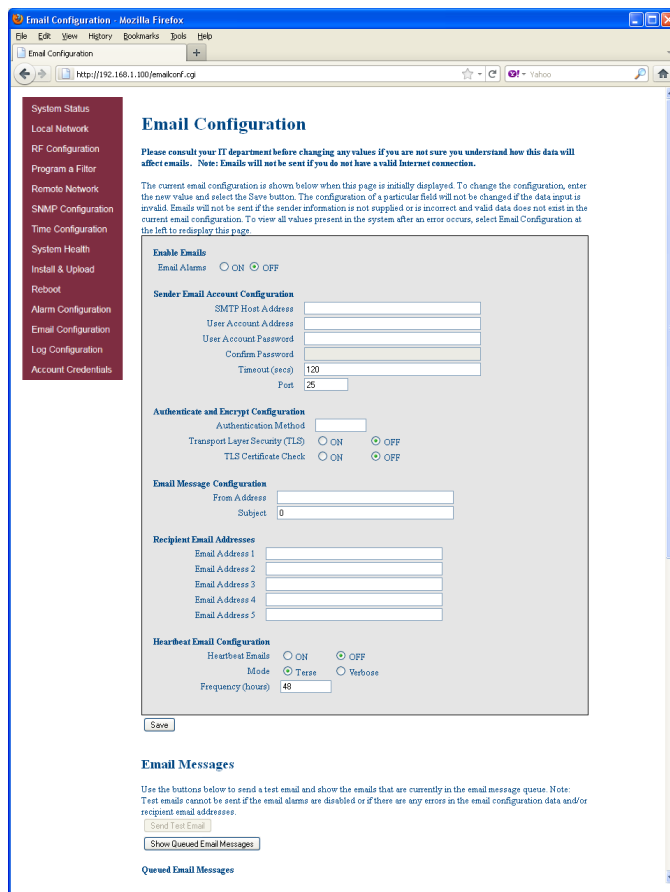 Email Configuration - Mozilla Firefox
File Edit View History Bookmarks Tools Help
Email Configuration
+
http://192.168.1.100/emailconf.cgi
Yahoo
System Status
Local Network
RF Configuration
Program a Filter
Remote Network
SNMP Configuration
Time Configuration
System Health
Install & Upload
Reboot
Alarm Configuration
Email Configuration
Log Configuration
Account Credentials
Email Configuration
Please consult your IT department before changing any values if you are not sure you understand how this data will
affect emails. Note: Emails will not be sent if you do not have a valid Internet connection.
The current email configuration is shown below when this page is initially displayed. To change the configuration, enter
the new value and select the Save button. The configuration of a particular field will not be changed if the data input is
invalid. Emails will not be sent if the sender information is not supplied or is incorrect and valid data does not exist in the
current email configuration. To view all values present in the system after an error occurs, select Email Configuration at
the left to redisplay this page.
Enable Emails
Email Alarms ON OFF
Sender Email Account Configuration
SMTP Host Address
User Account Address
User Account Password
Confirm Password
Timeout (secs) 120
Port 25
Authenticate and Encrypt Configuration
Authentication Method
Transport Layer Security (TLS) ON OFF
TLS Certificate Check ON OFF
Email Message Configuration
From Address
Subject 0
Recipient Email Addresses
Email Address 1
Email Address 2
Email Address 3
Email Address 4
Email Address 5
Heartbeat Email Configuration
Heartbeat Emails ON OFF
Mode Terse Verbose
Frequency (hours) 48
Save
Email Messages
Use the buttons below to send a test email and show the emails that are currently in the email message queue. Note:
Test emails cannot be sent if the email alarms are disabled or if there are any errors in the email configuration data and/or
recipient email addresses.
Send Test Email
Show Queued Email Messages
Queued Email Messages